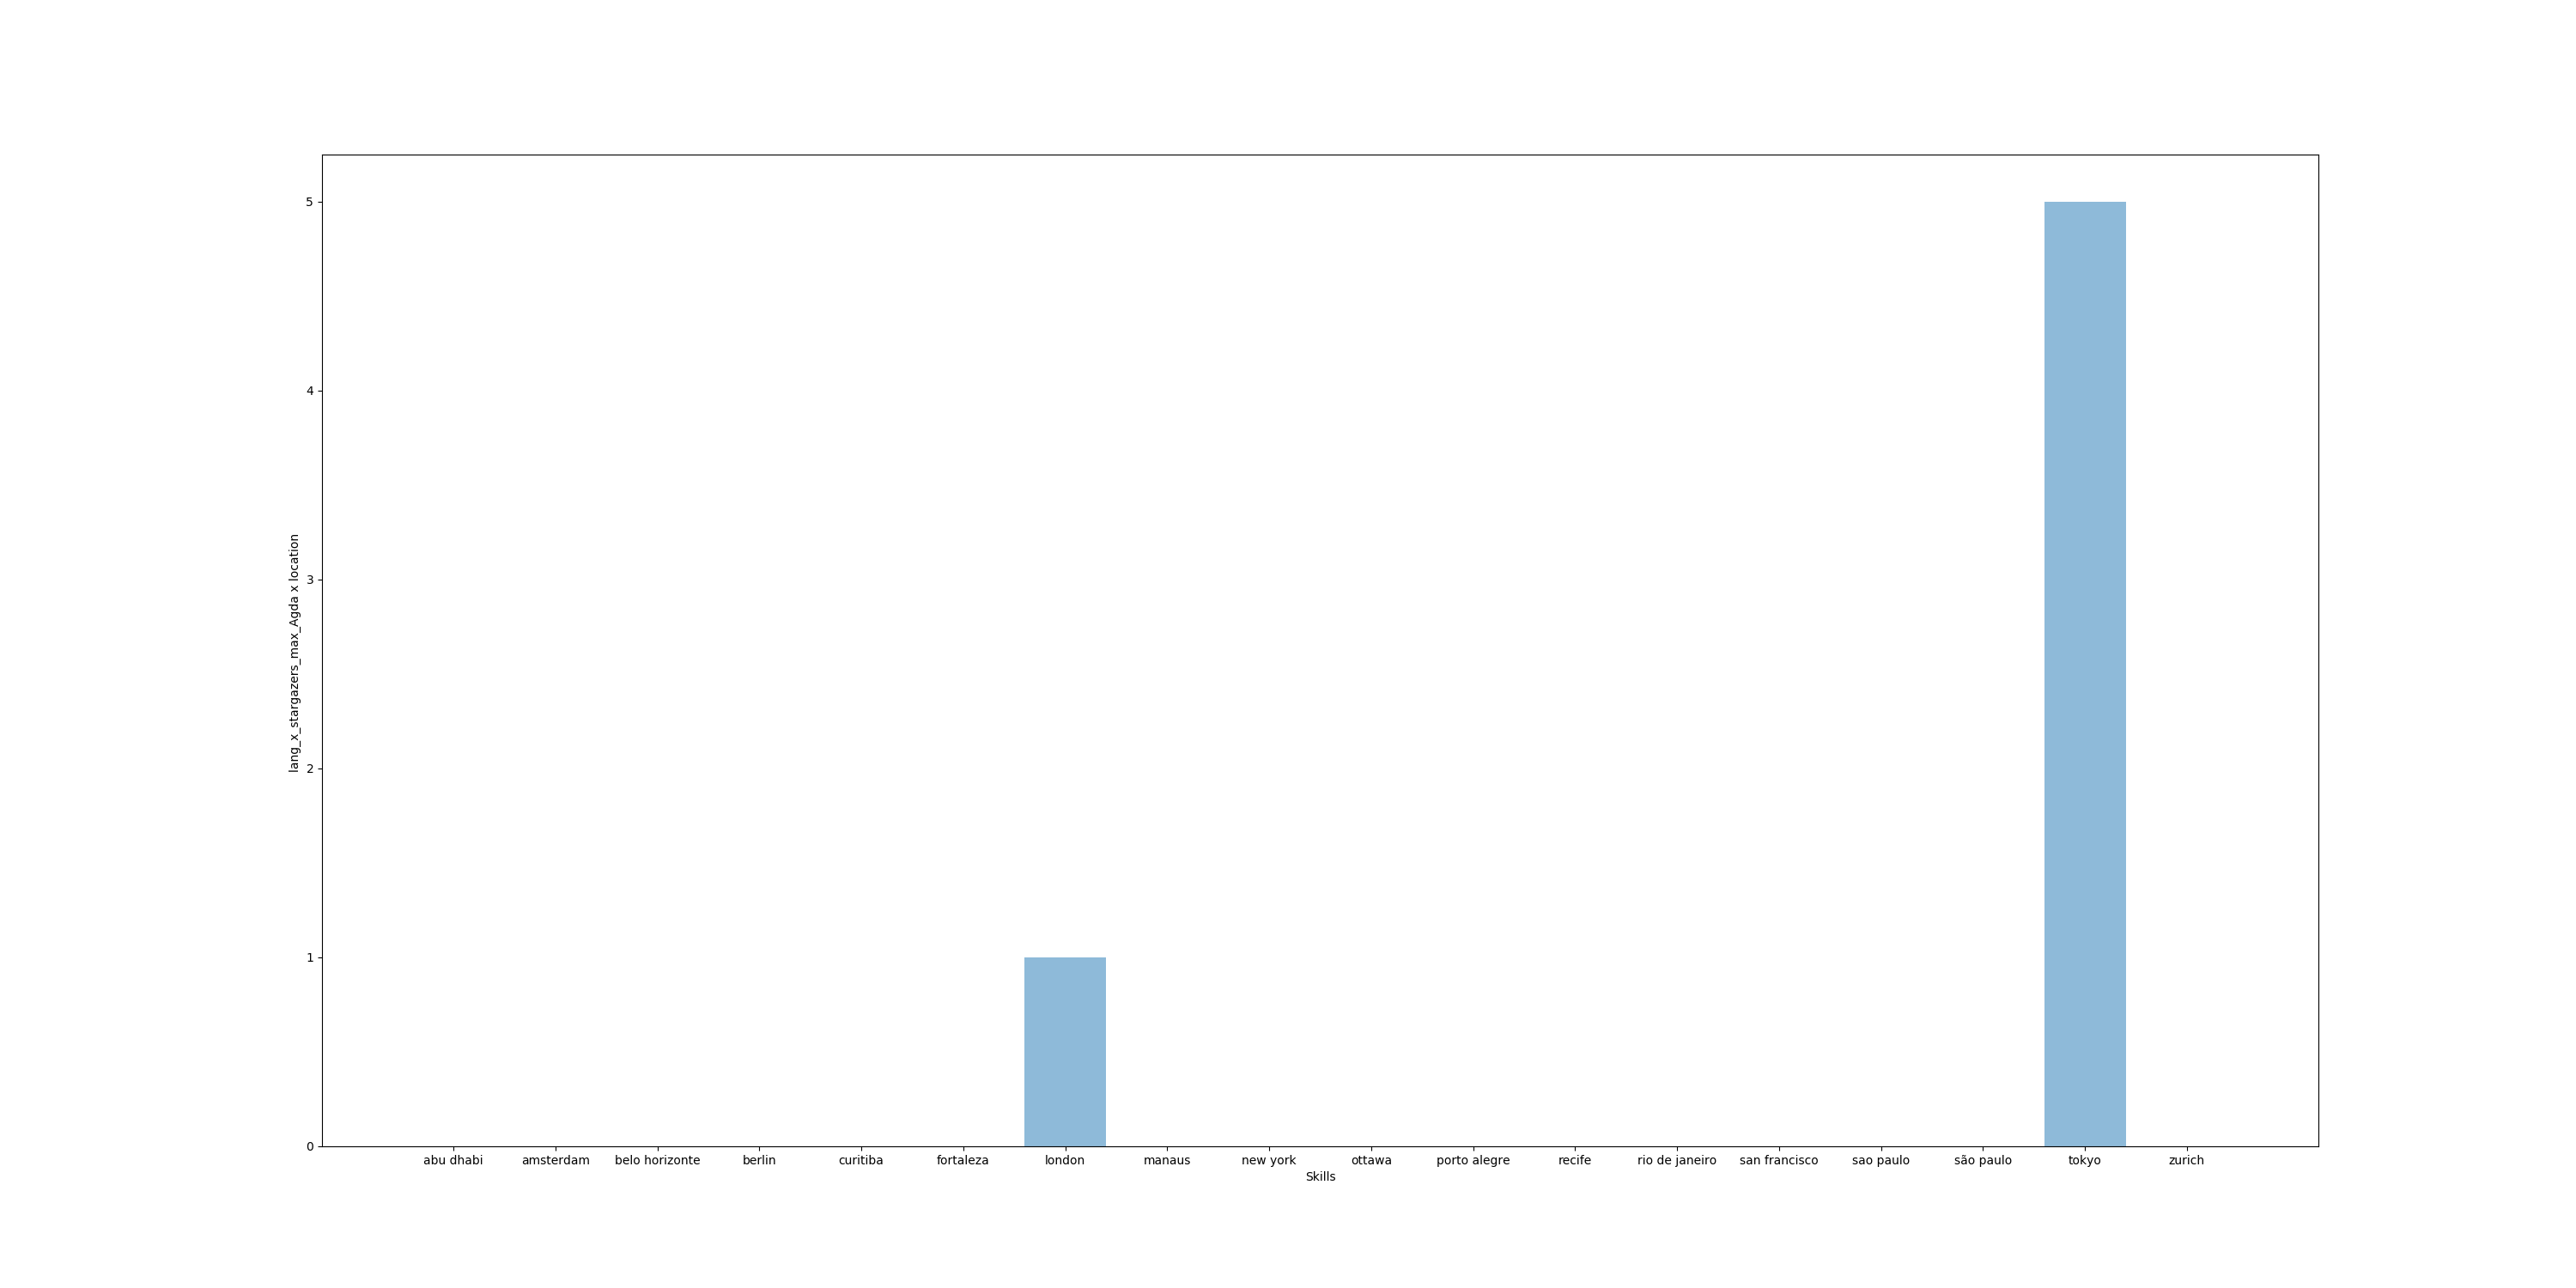 5
4
3
2
1
0
lang_x_stargazers_max_Agda x location
abu dhabi amsterdam belo horizonte berlin curitiba fortaleza london manaus new york ottawa porto alegre recife rio de janeiro san francisco sao paulo são paulo tokyo zurich
Skills